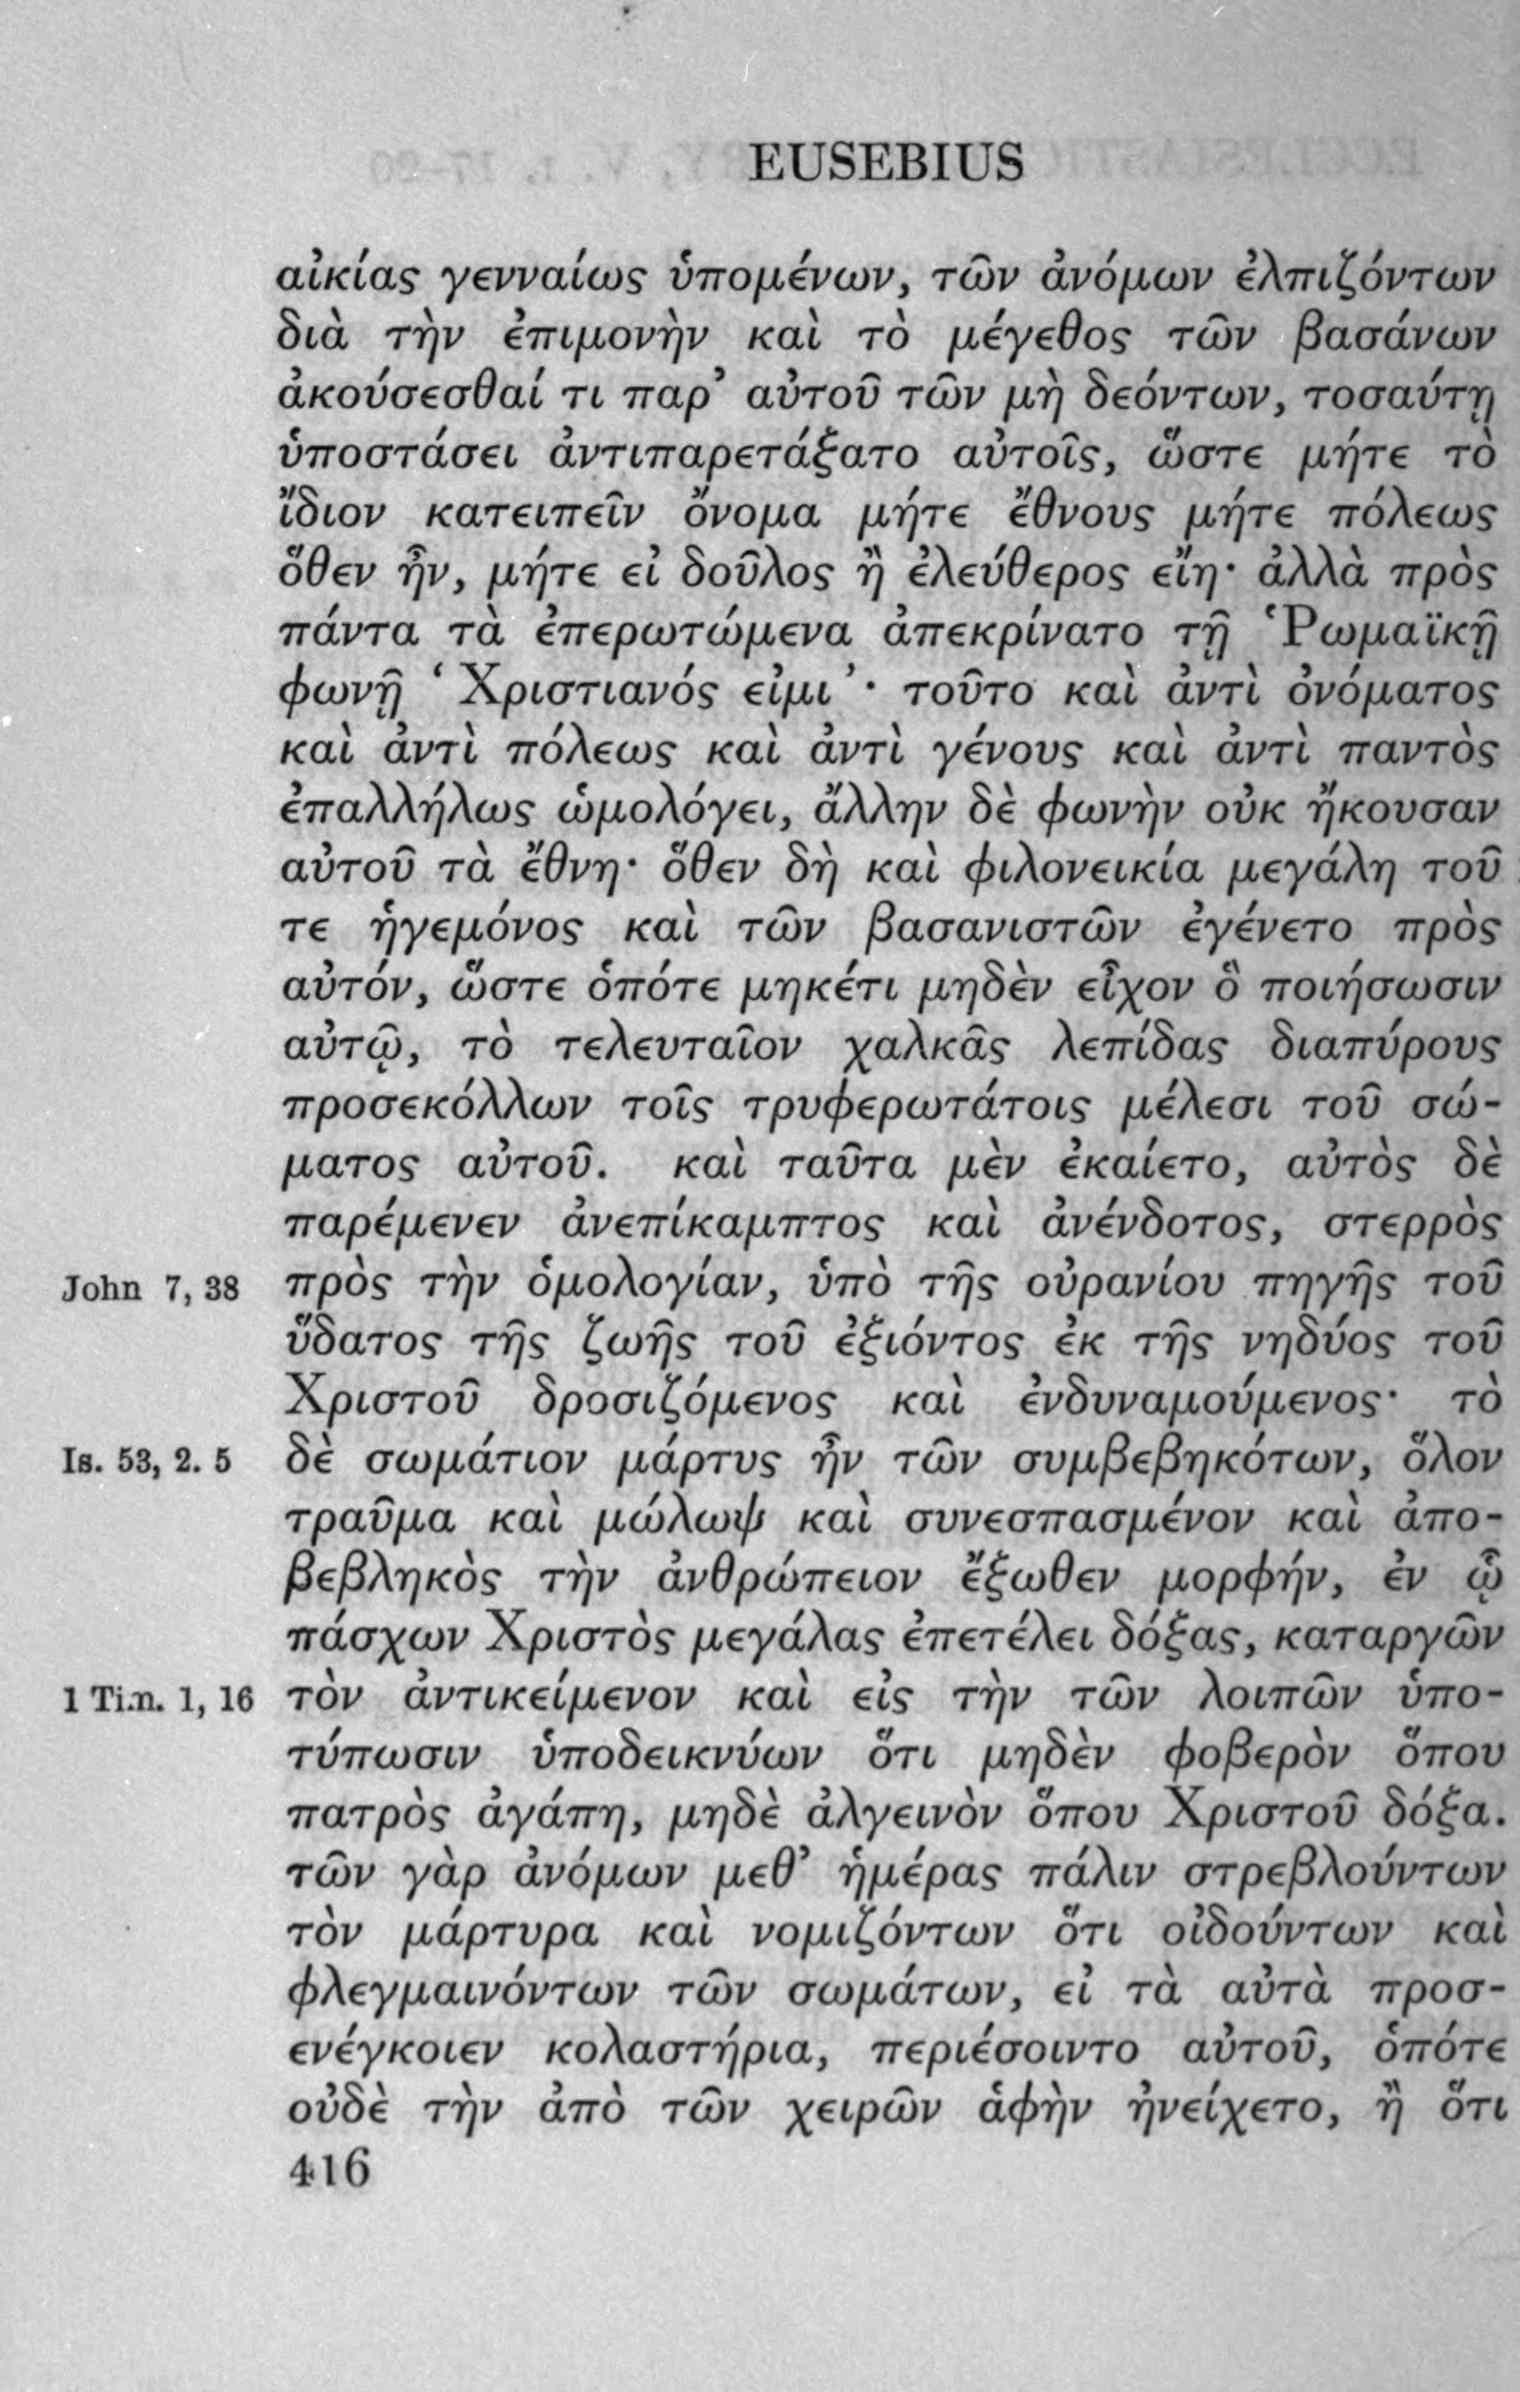 EUSEBIUS
αἰκίας γενναίως ὑπομένων, τῶν ἀνόμων ἐλπιζόντων
διὰ τὴν ἐπιμονὴν καὶ τὸ μέγεθος τῶν βασάνων
ἀκούσεσθαί τι παρ’ αὐτοῦ τῶν μὴ δεόντων, τοσαύτῃ
ὑποστάσει ἀντιπαρετάξατο αὐτοῖς, ὥστε μήτε τὸ
ἴδιον κατειπεῖν ὄνομα μήτε ἔθνους μήτε πόλεως
ὅθεν ἦν, μήτε εἰ δοῦλος ἢ ἐλεύθερος εἴη· ἀλλὰ πρὸς
πάντα τὰ ἐπερωτώμενα ἀπεκρίνατο τῇ Ῥωμαϊκῇ
φωνῇ ‘ Χριστιανός εἰμι ’· τοῦτο καὶ ἀντὶ ὀνόματος
καὶ ἀντὶ πόλεως καὶ ἀντὶ γένους καὶ ἀντὶ παντὸς
ἐπαλλήλως ὡμολόγει, ἄλλην δὲ φωνὴν οὐκ ἤκουσαν
αὐτοῦ τὰ ἔθνη· ὅθεν δὴ καὶ φιλονεικία μεγάλη τοῦ
τε ἡγεμόνος καὶ τῶν βασανιστῶν ἐγένετο πρὸς
αὐτόν, ὥστε ὁπότε μηκέτι μηδὲν εἶχον ὃ ποιήσωσιν
αὐτῷ, τὸ τελευταῖον χαλκᾶς λεπίδας διαπύρους
προσεκόλλων τοῖς τρυφερωτάτοις μέλεσι τοῦ σώ-
ματος αὐτοῦ. καὶ ταῦτα μὲν ἐκαίετο, αὐτὸς δὲ
παρέμενεν ἀνεπίκαμπτος καὶ ἀνένδοτος, στερρὸς
John 7, 38 πρὸς τὴν ὁμολογίαν, ὑπὸ τῆς οὐρανίου πηγῆς τοῦ
ὕδατος τῆς ζωῆς τοῦ ἐξιόντος ἐκ τῆς νηδύος τοῦ
Χριστοῦ δροσιζόμενος καὶ ἐνδυναμούμενος· τὸ
Is. 53, 2. 5 δὲ σωμάτιον μάρτυς ἦν τῶν συμβεβηκότων, ὅλον
τραῦμα καὶ μώλωψ καὶ συνεσπασμένον καὶ ἀπο-
βεβληκὸς τὴν ἀνθρώπειον ἔξωθεν μορφήν, ἐν ᾧ
πάσχων Χριστὸς μεγάλας ἐπετέλει δόξας, καταργῶν
1 Tim. 1, 16 τὸν ἀντικείμενον καὶ εἰς τὴν τῶν λοιπῶν ὑπο-
τύπωσιν ὑποδεικνύων ὅτι μηδὲν φοβερὸν ὅπου
πατρὸς ἀγάπη, μηδὲ ἀλγεινὸν ὅπου Χριστοῦ δόξα.
τῶν γὰρ ἀνόμων μεθ’ ἡμέρας πάλιν στρεβλούντων
τὸν μάρτυρα καὶ νομιζόντων ὅτι οἰδούντων καὶ
φλεγμαινόντων τῶν σωμάτων, εἰ τὰ αὐτὰ προσ-
ενέγκοιεν κολαστήρια, περιέσοιντο αὐτοῦ, ὁπότε
οὐδὲ τὴν ἀπὸ τῶν χειρῶν ἁφὴν ἠνείχετο, ἢ ὅτι
416